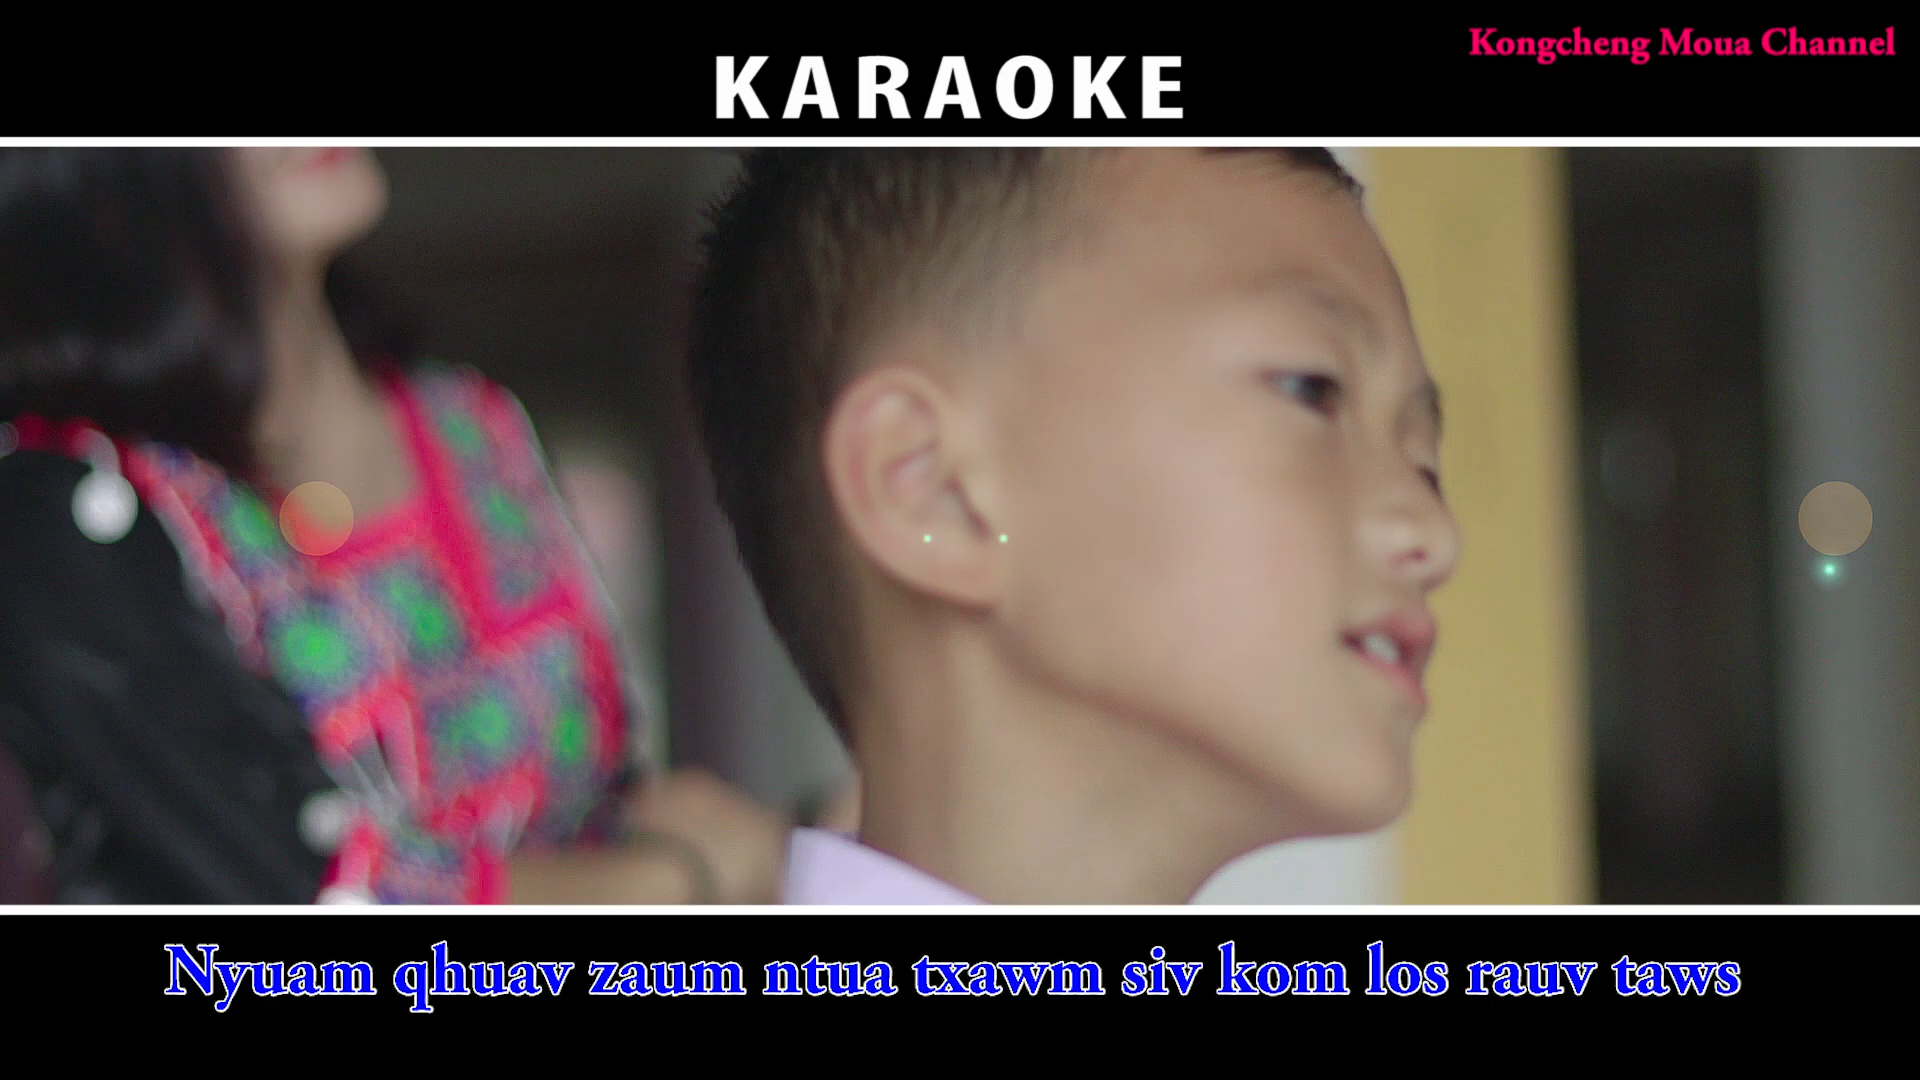 Kongcheng Moua Channel
KARAOKE
Nyuam qhuav zaum ntua txawm siv kom los rauv taws